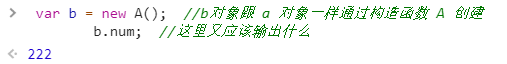 var b = new A();  //b对象跟 a 对象一样通过构造函数 A 创建
b.num;  //这里又应该输出什么
222